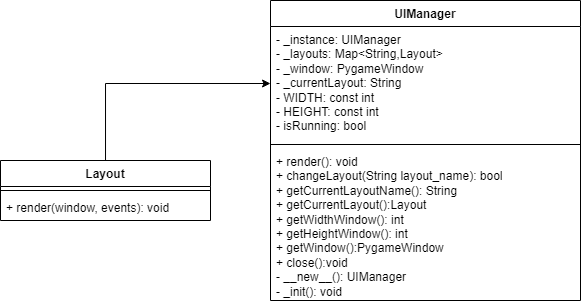 UIManager
- _instance: UIManager
- _layouts: Map<String,Layout>
- _window: PygameWindow
- _currentLayout: String
- WIDTH: const int
- HEIGHT: const int
- isRunning: bool
+ render(): void
+ changeLayout(String layout_name): bool
+ getCurrentLayoutName(): String
+ getCurrentLayout():Layout
+ getWidthWindow(): int
+ getHeightWindow(): int
+ getWindow():PygameWindow
+ close():void
- __new__(): UIManager
- _init(): void
Layout
+ render(window, events): void